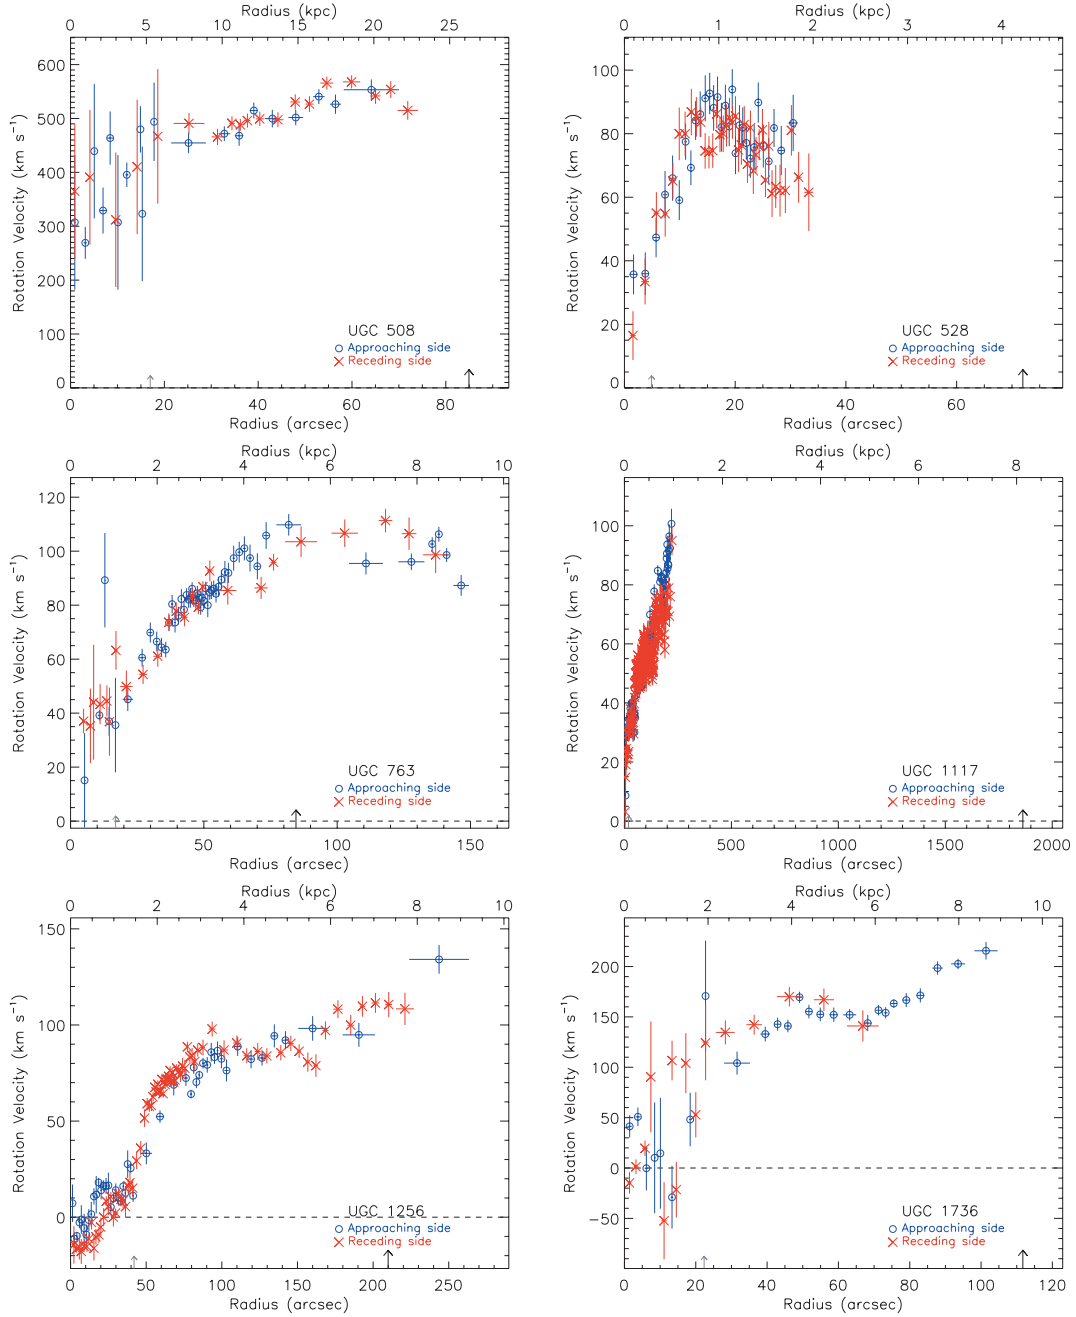 Radius (kpc)
0 5 10 15 20 25
Rotation Velocity (km s⁻¹)
600
500
400
300
200
100
0
UGC 508
Approaching side
Receding side
0 20 40 60 80
Radius (arcsec)
Radius (kpc)
0 1 2 3 4
Rotation Velocity (km s⁻¹)
100
80
60
40
20
0
UGC 528
Approaching side
Receding side
0 20 40 60
Radius (arcsec)
Radius (kpc)
0 2 4 6 8 10
Rotation Velocity (km s⁻¹)
120
100
80
60
40
20
0
UGC 763
Approaching side
Receding side
0 50 100 150
Radius (arcsec)
Radius (kpc)
0 2 4 6 8
Rotation Velocity (km s⁻¹)
100
80
60
40
20
0
UGC 1117
Approaching side
Receding side
0 500 1000 1500 2000
Radius (arcsec)
Radius (kpc)
0 2 4 6 8 10
Rotation Velocity (km s⁻¹)
150
100
50
0
UGC 1256
Approaching side
Receding side
0 50 100 150 200 250
Radius (arcsec)
Radius (kpc)
0 2 4 6 8 10
Rotation Velocity (km s⁻¹)
200
150
100
50
0
−50
UGC 1736
Approaching side
Receding side
0 20 40 60 80 100 120
Radius (arcsec)